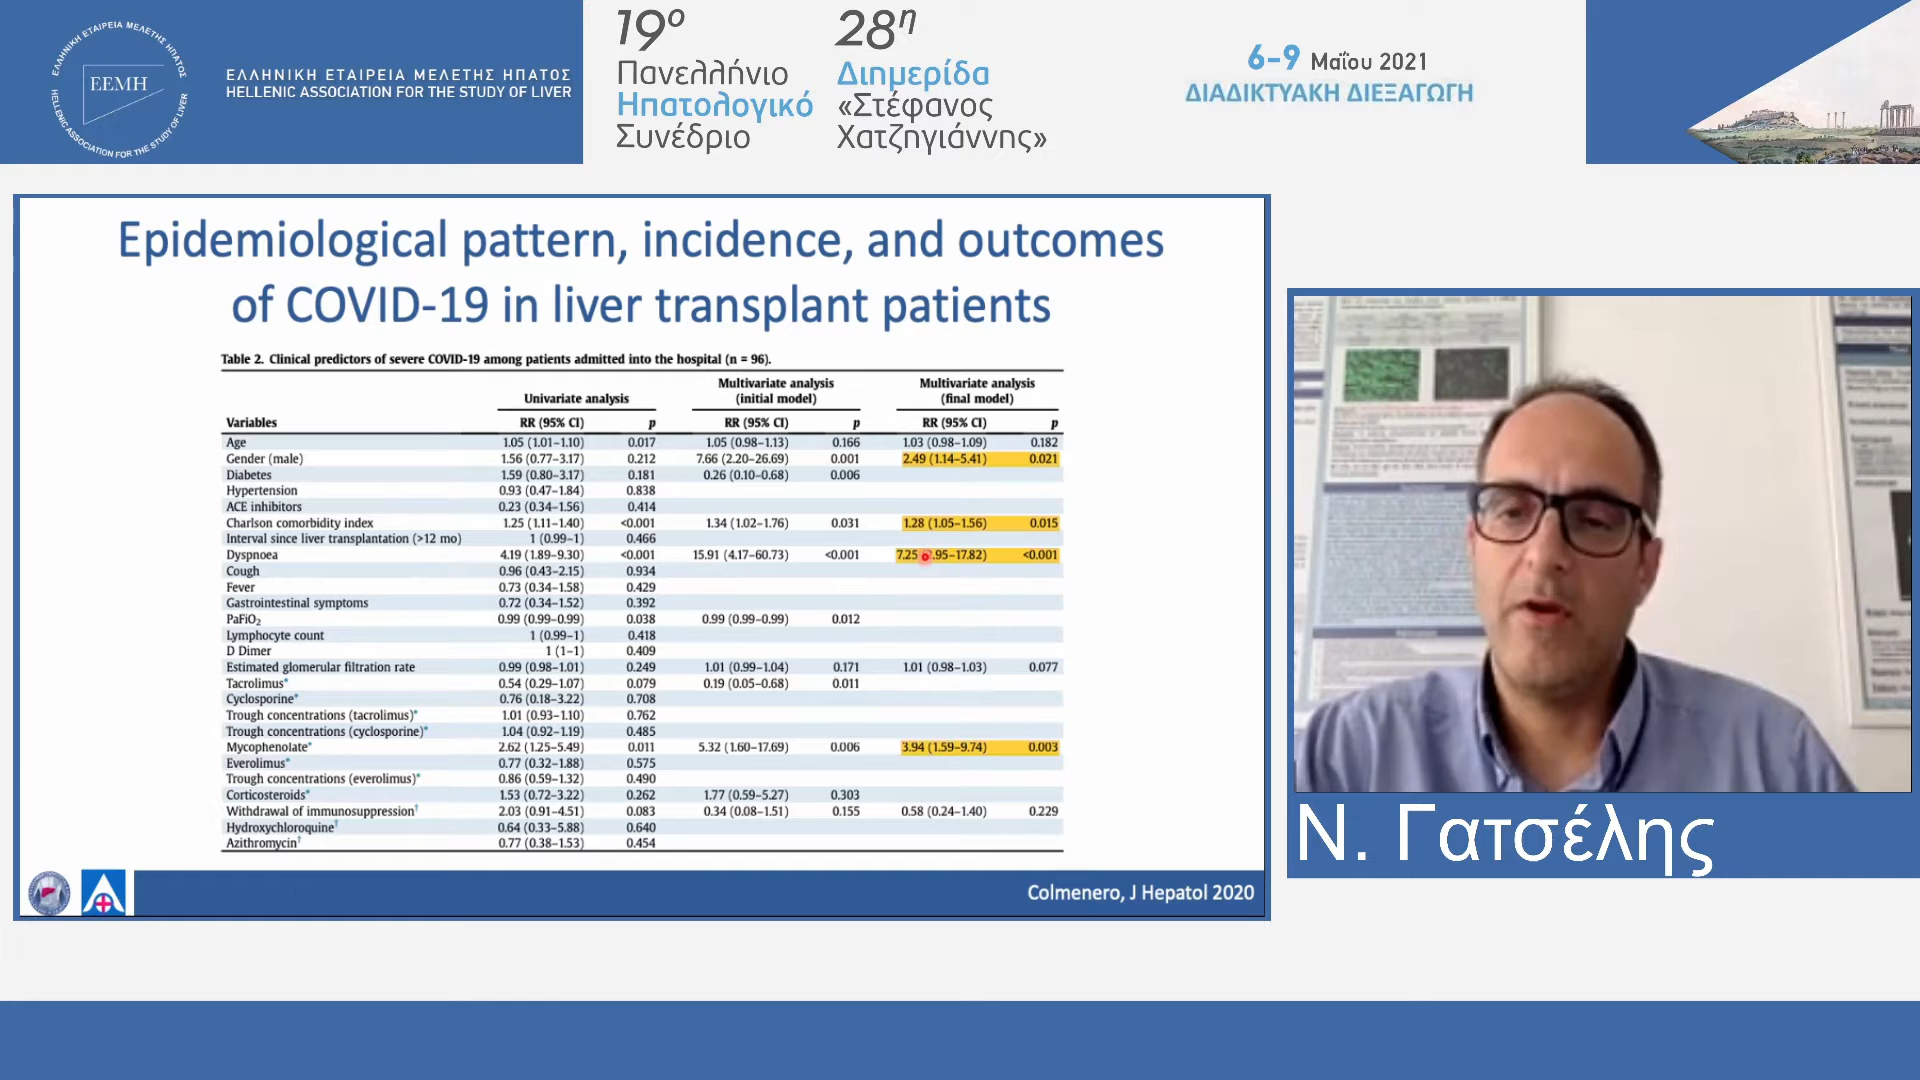 ΕΛΛΗΝΙΚΗ ΕΤΑΙΡΕΙΑ ΜΕΛΕΤΗΣ ΗΠΑΤΟΣ
ΕΕΜΗ
HELLENIC ASSOCIATION FOR THE STUDY OF LIVER
ΕΛΛΗΝΙΚΗ ΕΤΑΙΡΕΙΑ ΜΕΛΕΤΗΣ ΗΠΑΤΟΣ
HELLENIC ASSOCIATION FOR THE STUDY OF LIVER
19ο
Πανελλήνιο
Ηπατολογικό
Συνέδριο
28η
Διημερίδα
«Στέφανος
Χατζηγιάννης»
6–9 Μαΐου 2021
ΔΙΑΔΙΚΤΥΑΚΗ ΔΙΕΞΑΓΩΓΗ
Epidemiological pattern, incidence, and outcomes
of COVID-19 in liver transplant patients
Table 2. Clinical predictors of severe COVID-19 among patients admitted into the hospital (n = 96).
Univariate analysis Multivariate analysis (initial model) Multivariate analysis (final model)
Variables RR (95% CI) p RR (95% CI) p RR (95% CI) p
Age 1.05 (1.01–1.10) 0.017 1.05 (0.98–1.13) 0.166 1.03 (0.98–1.09) 0.182
Gender (male) 1.56 (0.77–3.17) 0.212 7.66 (2.20–26.69) 0.001 2.49 (1.14–5.41) 0.021
Diabetes 1.59 (0.80–3.17) 0.181 0.26 (0.10–0.68) 0.006
Hypertension 0.93 (0.47–1.84) 0.838
ACE inhibitors 0.23 (0.34–1.56) 0.414
Charlson comorbidity index 1.25 (1.11–1.40) <0.001 1.34 (1.02–1.76) 0.031 1.28 (1.05–1.56) 0.015
Interval since liver transplantation (>12 mo) 1 (0.99–1) 0.466
Dyspnoea 4.19 (1.89–9.30) <0.001 15.91 (4.17–60.73) <0.001 7.25 .95–17.82) <0.001
Cough 0.96 (0.43–2.15) 0.934
Fever 0.73 (0.34–1.58) 0.429
Gastrointestinal symptoms 0.72 (0.34–1.52) 0.392
PaFiO₂ 0.99 (0.99–0.99) 0.038 0.99 (0.99–0.99) 0.012
Lymphocyte count 1 (0.99–1) 0.418
D Dimer 1 (1–1) 0.409
Estimated glomerular filtration rate 0.99 (0.98–1.01) 0.249 1.01 (0.99–1.04) 0.171 1.01 (0.98–1.03) 0.077
Tacrolimus* 0.54 (0.29–1.07) 0.079 0.19 (0.05–0.68) 0.011
Cyclosporine* 0.76 (0.18–3.22) 0.708
Trough concentrations (tacrolimus)* 1.01 (0.93–1.10) 0.762
Trough concentrations (cyclosporine)* 1.04 (0.92–1.19) 0.485
Mycophenolate* 2.62 (1.25–5.49) 0.011 5.32 (1.60–17.69) 0.006 3.94 (1.59–9.74) 0.003
Everolimus* 0.77 (0.32–1.88) 0.575
Trough concentrations (everolimus)* 0.86 (0.59–1.32) 0.490
Corticosteroids* 1.53 (0.72–3.22) 0.262 1.77 (0.59–5.27) 0.303
Withdrawal of immunosuppression† 2.03 (0.91–4.51) 0.083 0.34 (0.08–1.51) 0.155 0.58 (0.24–1.40) 0.229
Hydroxychloroquine† 0.64 (0.33–5.88) 0.640
Azithromycin† 0.77 (0.38–1.53) 0.454
Colmenero, J Hepatol 2020
Ν. Γατσέλης